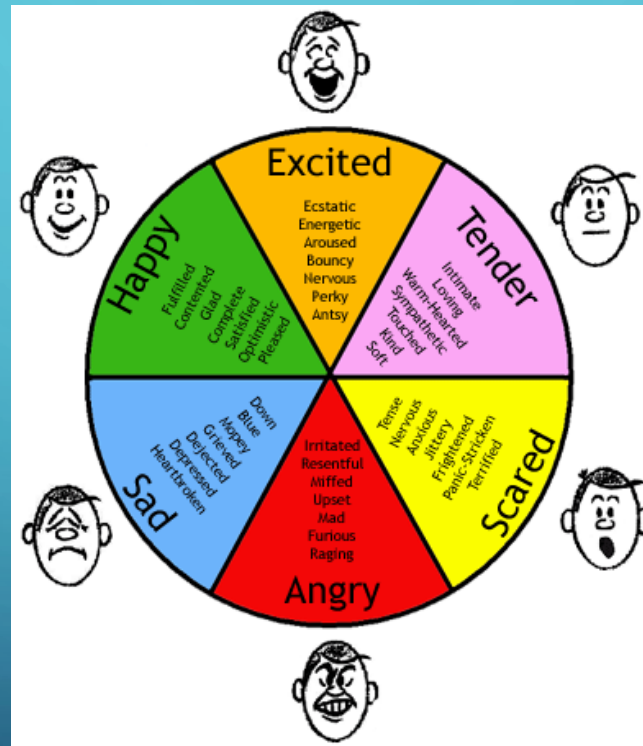 Excited
Ecstatic
Energetic
Aroused
Bouncy
Nervous
Perky
Antsy
Tender
Intimate
Loving
Warm-Hearted
Sympathetic
Touched
Kind
Soft
Scared
Tense
Nervous
Anxious
Jittery
Frightened
Panic-Stricken
Terrified
Angry
Irritated
Resentful
Miffed
Upset
Mad
Furious
Raging
Sad
Down
Blue
Mopey
Grieved
Dejected
Depressed
Heartbroken
Happy
Fulfilled
Contented
Glad
Complete
Satisfied
Optimistic
Pleased